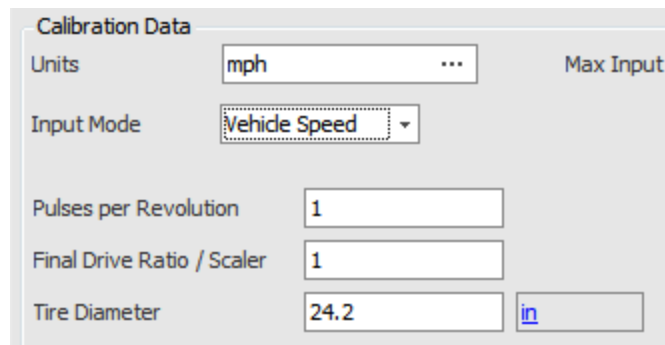 Calibration Data
Units mph ... Max Input
Input Mode Vehicle Speed
Pulses per Revolution 1
Final Drive Ratio / Scaler 1
Tire Diameter 24.2 in